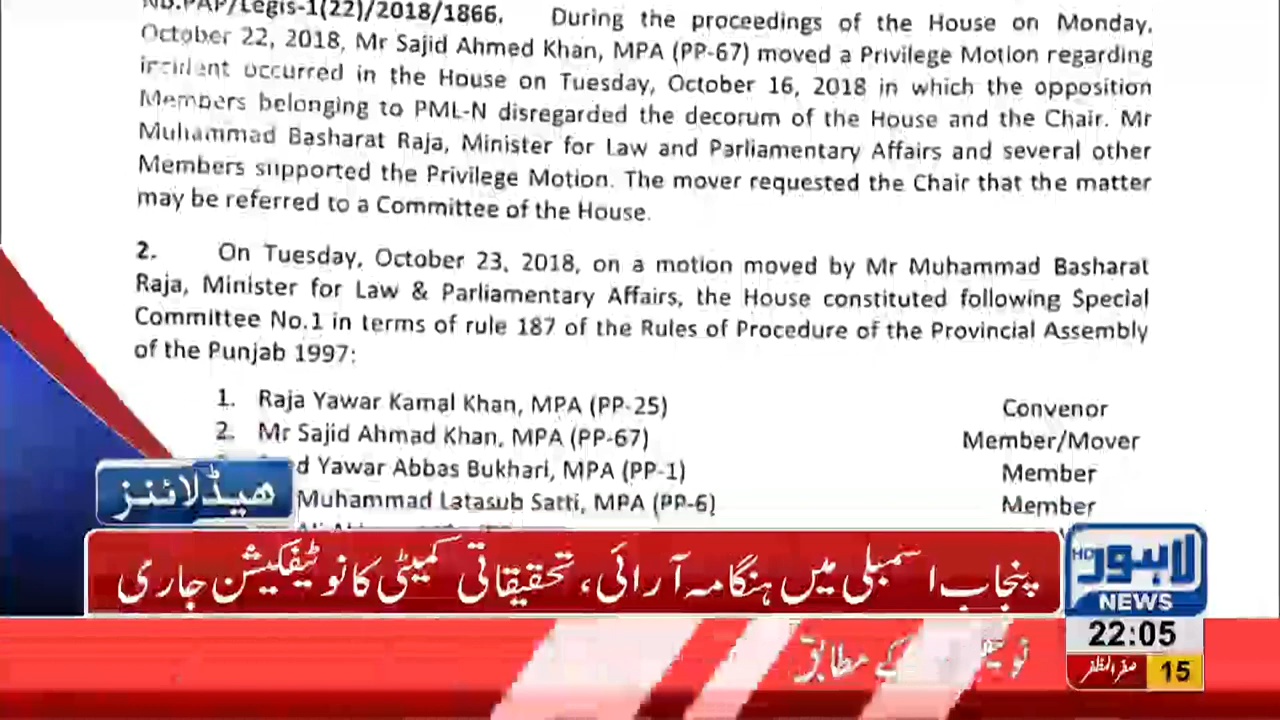 NO.PAP/Legis-1(22)/2018/1866. During the proceedings of the House on Monday,
October 22, 2018, Mr Sajid Ahmed Khan, MPA (PP-67) moved a Privilege Motion regarding
incident occurred in the House on Tuesday, October 16, 2018 in which the opposition
Members belonging to PML-N disregarded the decorum of the House and the Chair. Mr
Muhammad Basharat Raja, Minister for Law and Parliamentary Affairs and several other
Members supported the Privilege Motion. The mover requested the Chair that the matter
may be referred to a Committee of the House.
2. On Tuesday, October 23, 2018, on a motion moved by Mr Muhammad Basharat
Raja, Minister for Law & Parliamentary Affairs, the House constituted following Special
Committee No.1 in terms of rule 187 of the Rules of Procedure of the Provincial Assembly
of the Punjab 1997:
1. Raja Yawar Kamal Khan, MPA (PP-25) Convenor
2. Mr Sajid Ahmad Khan, MPA (PP-67) Member/Mover
d Yawar Abbas Bukhari, MPA (PP-1) Member
Muhammad Latasub Satti, MPA (PP-6) Member
ہیڈلائنز
پنجاب اسمبلی میں ہنگامہ آرائی، تحقیقاتی کمیٹی کا نوٹیفکیشن جاری
لاہور HD
NEWS
22:05
کے مطابق
صفر المظفر 15